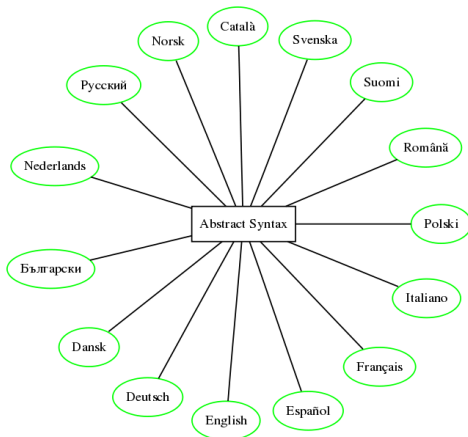 Català
Norsk
Svenska
Русский
Suomi
Română
Nederlands
Abstract Syntax
Polski
Български
Italiano
Dansk
Français
Deutsch
Español
English